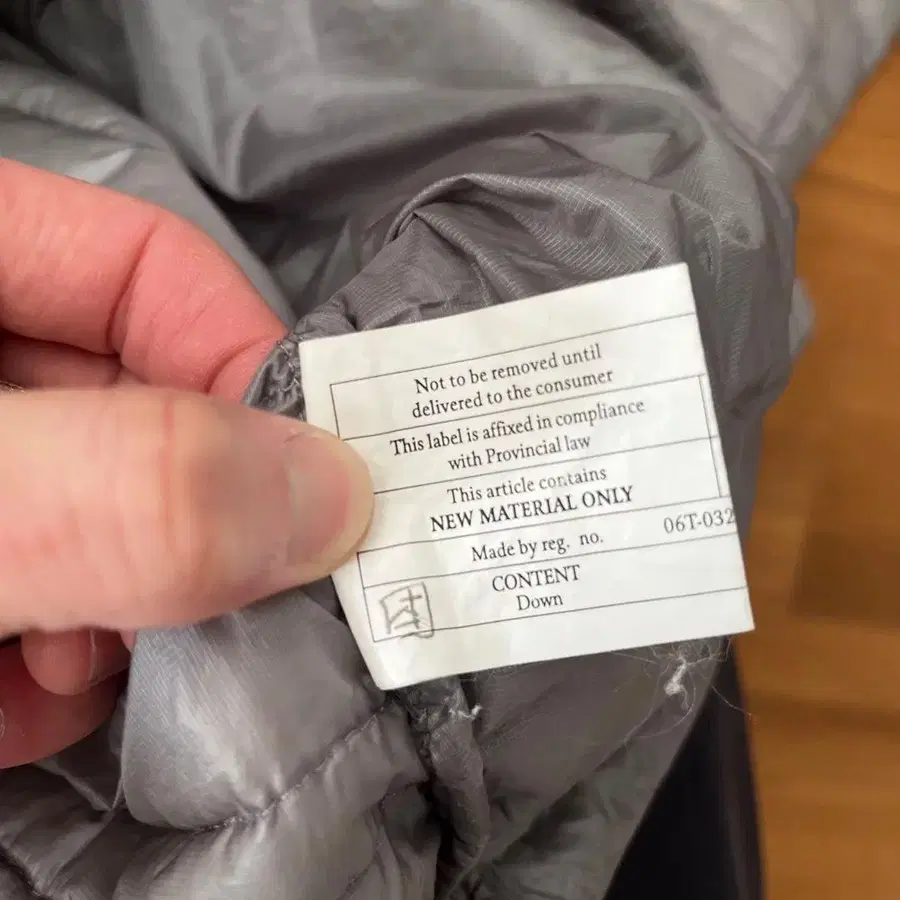 Not to be removed until
delivered to the consumer
This label is affixed in compliance
with Provincial law
This article contains
NEW MATERIAL ONLY
Made by reg. no. 06T-032
CONTENT
Down